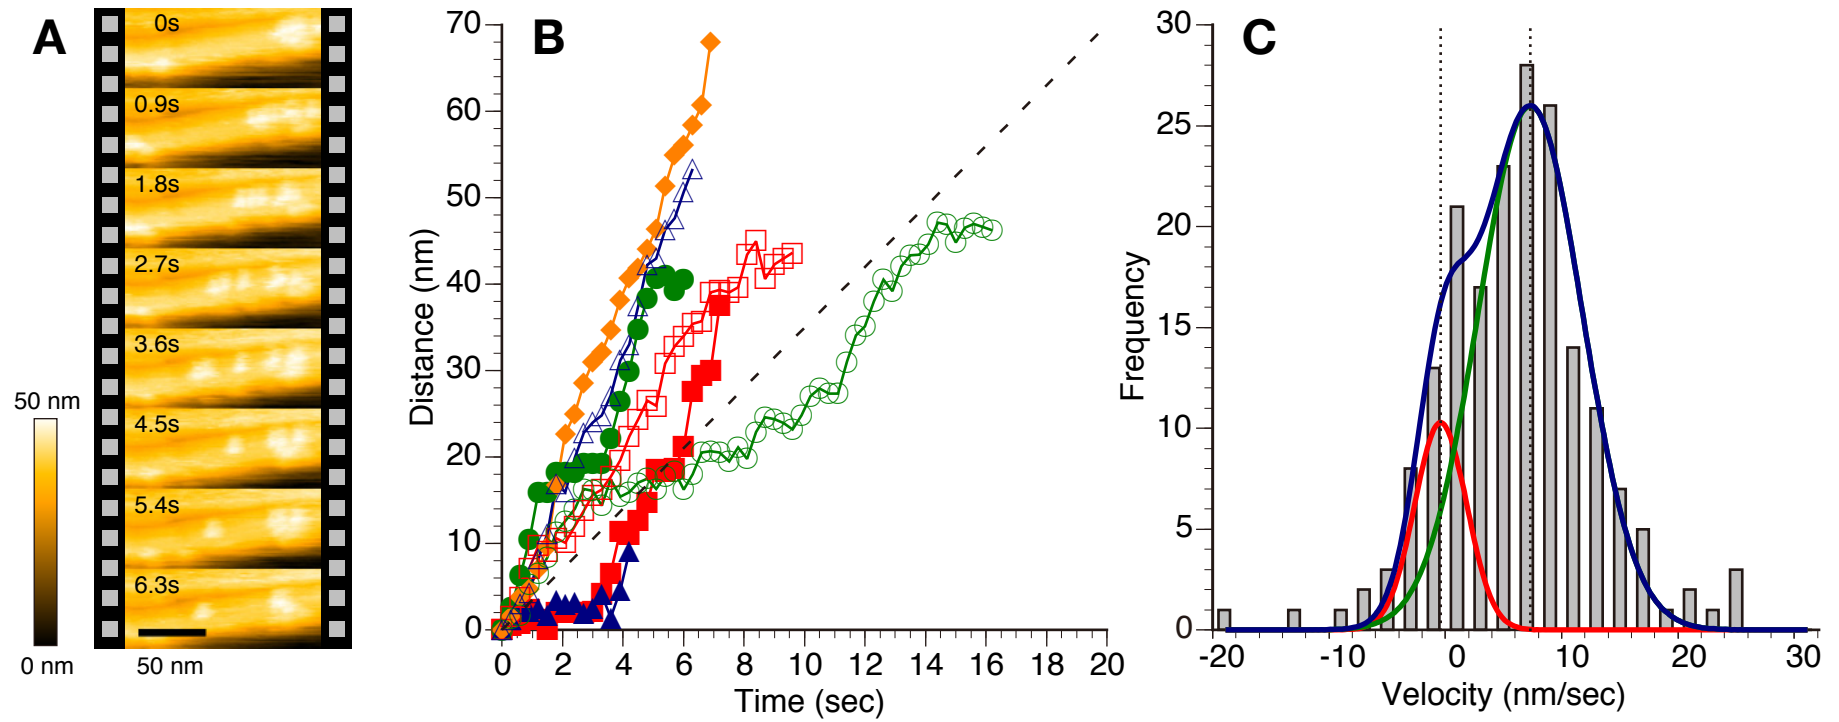 A
0s
0.9s
1.8s
2.7s
3.6s
4.5s
5.4s
6.3s
50 nm
50 nm
0 nm
B
70
60
50
40
30
20
10
0
Distance (nm)
0 2 4 6 8 10 12 14 16 18 20
Time (sec)
C
30
25
20
15
10
5
0
Frequency
-20 -10 0 10 20 30
Velocity (nm/sec)